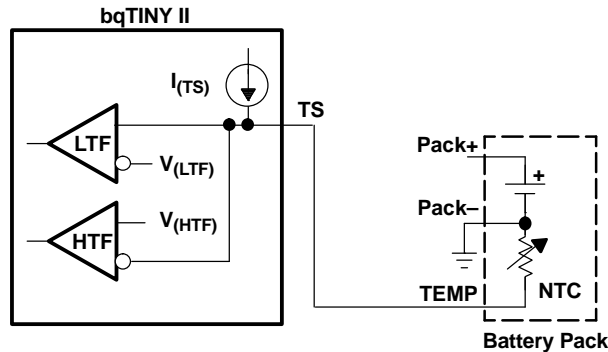 bqTINY II
I(TS)
TS
LTF
V(LTF)
V(HTF)
HTF
Pack+
+
Pack–
TEMP
NTC
Battery Pack